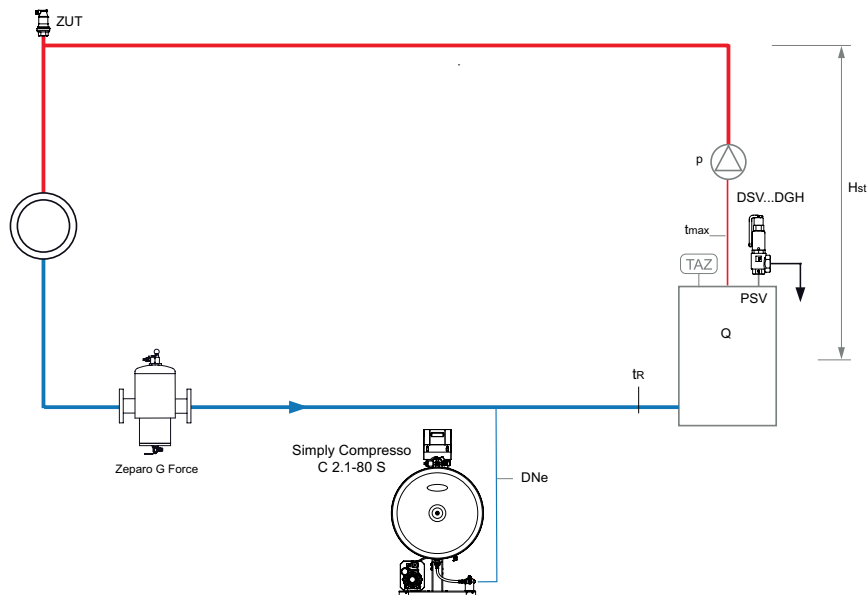 ZUT
p
Hst
DSV...DGH
tmax
TAZ
PSV
Q
tR
Simply Compresso
C 2.1-80 S
Zeparo G Force
DNe